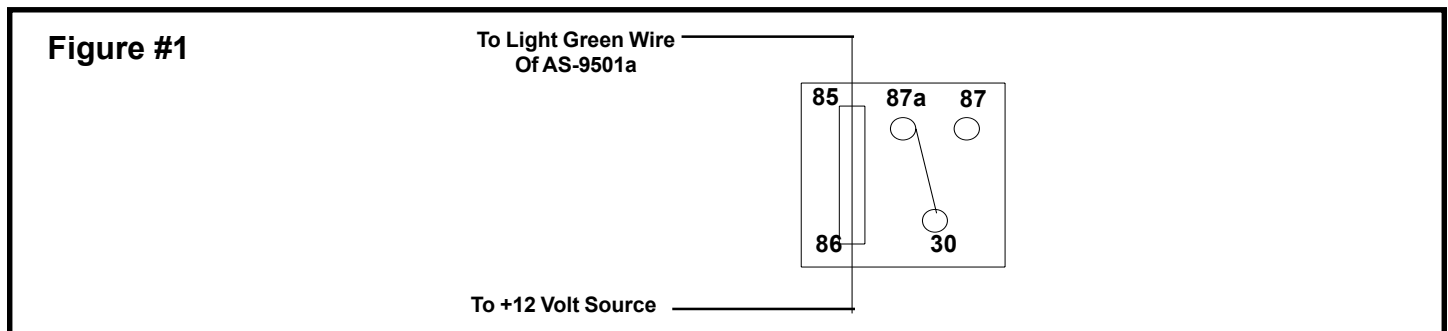 Figure #1
To Light Green Wire
Of AS-9501a
85 87a 87
86 30
To +12 Volt Source